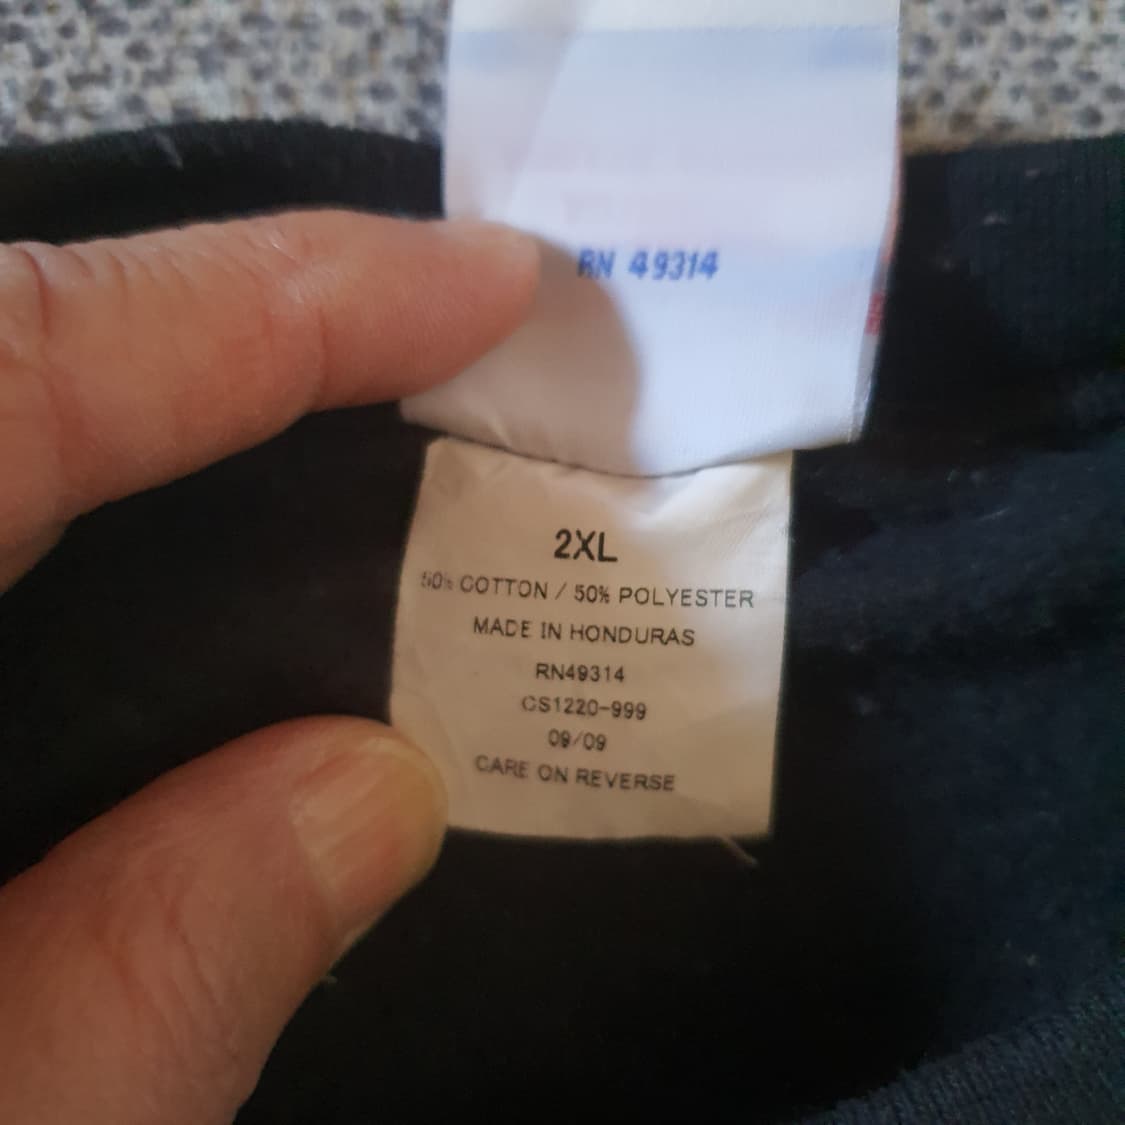 RN 49314
2XL
50% COTTON / 50% POLYESTER
MADE IN HONDURAS
RN49314
CS1220-999
09/09
CARE ON REVERSE